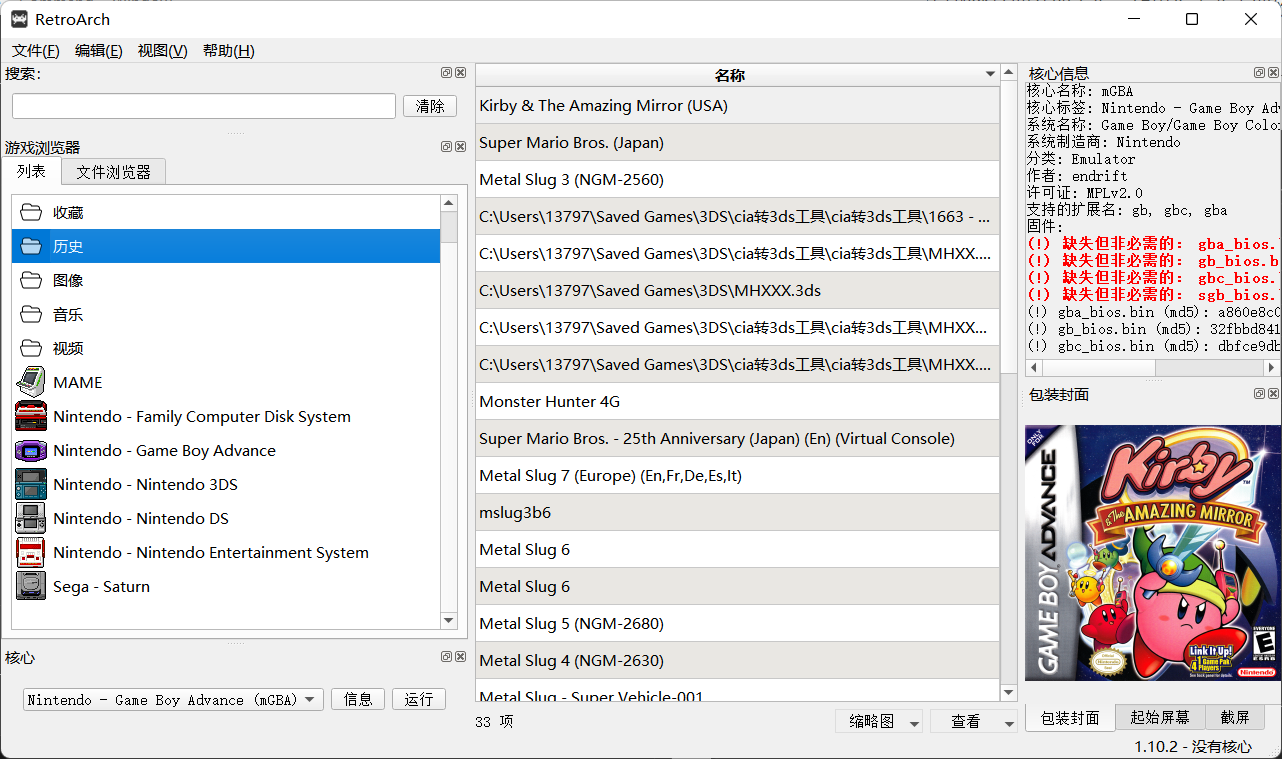 RetroArch
文件(F) 编辑(E) 视图(V) 帮助(H)
搜索:
清除
游戏浏览器
列表 文件浏览器
收藏
历史
图像
音乐
视频
MAME
Nintendo - Family Computer Disk System
Nintendo - Game Boy Advance
Nintendo - Nintendo 3DS
Nintendo - Nintendo DS
Nintendo - Nintendo Entertainment System
Sega - Saturn
核心
Nintendo - Game Boy Advance (mGBA) 信息 运行
名称
Kirby & The Amazing Mirror (USA)
Super Mario Bros. (Japan)
Metal Slug 3 (NGM-2560)
C:\Users\13797\Saved Games\3DS\cia转3ds工具\cia转3ds工具\1663 - ...
C:\Users\13797\Saved Games\3DS\cia转3ds工具\cia转3ds工具\MHXX....
C:\Users\13797\Saved Games\3DS\MHXXX.3ds
C:\Users\13797\Saved Games\3DS\cia转3ds工具\cia转3ds工具\MHXX...
C:\Users\13797\Saved Games\3DS\cia转3ds工具\cia转3ds工具\MHXX....
Monster Hunter 4G
Super Mario Bros. - 25th Anniversary (Japan) (En) (Virtual Console)
Metal Slug 7 (Europe) (En,Fr,De,Es,It)
mslug3b6
Metal Slug 6
Metal Slug 6
Metal Slug 5 (NGM-2680)
Metal Slug 4 (NGM-2630)
Metal Slug - Super Vehicle-001
33 项 缩略图 查看
核心信息
核心名称: mGBA
核心标签: Nintendo - Game Boy Adv
系统名称: Game Boy/Game Boy Colo
系统制造商: Nintendo
分类: Emulator
作者: endrift
许可证: MPLv2.0
支持的扩展名: gb, gbc, gba
固件:
(!) 缺失但非必需的: gba_bios.
(!) 缺失但非必需的: gb_bios.b
(!) 缺失但非必需的: gbc_bios.
(!) 缺失但非必需的: sgb_bios.
(!) gba_bios.bin (md5): a860e8c0
(!) gb_bios.bin (md5): 32fbbd841
(!) gbc_bios.bin (md5): dbfce9db
包装封面
ONLY FOR
GAME BOY ADVANCE
Kirby
& The AMAZING MIRROR
Link It Up!
1 Game Pak
4 Players
EVERYONE
E
ESRB
Nintendo
包装封面 起始屏幕 截屏
1.10.2 - 没有核心